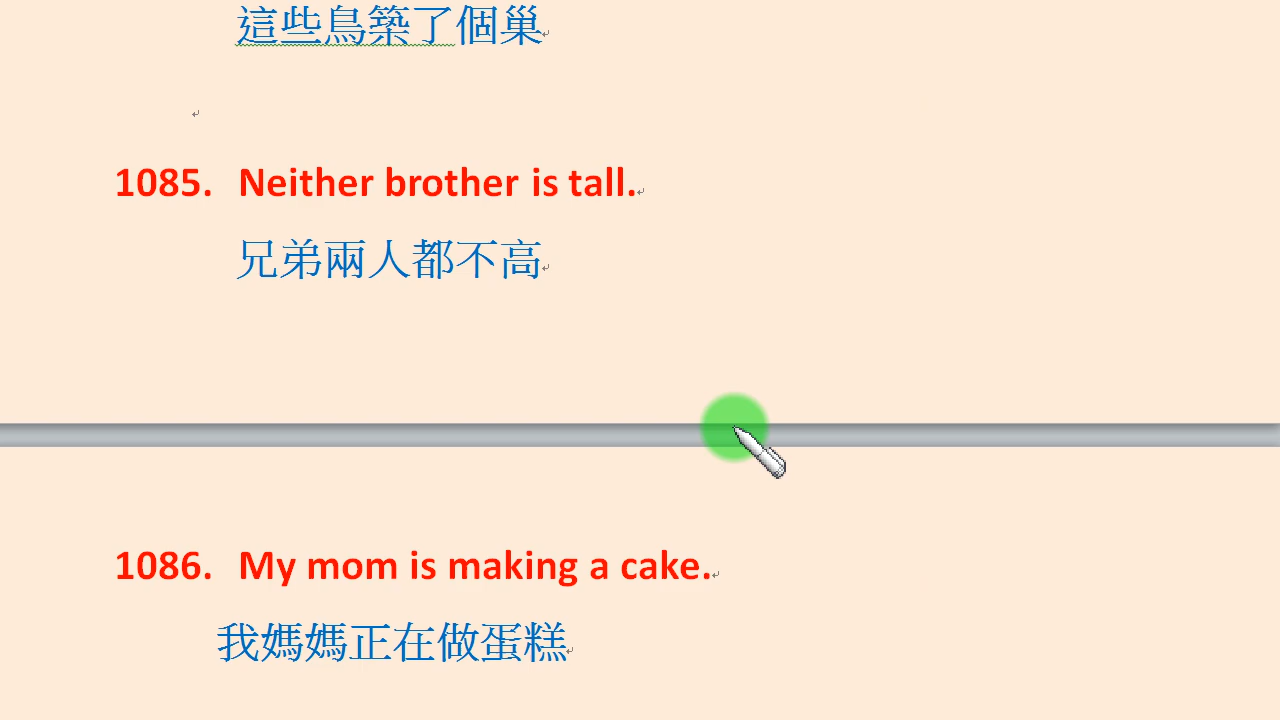 這些鳥築了個巢
1085. Neither brother is tall.
兄弟兩人都不高
1086. My mom is making a cake.
我媽媽正在做蛋糕